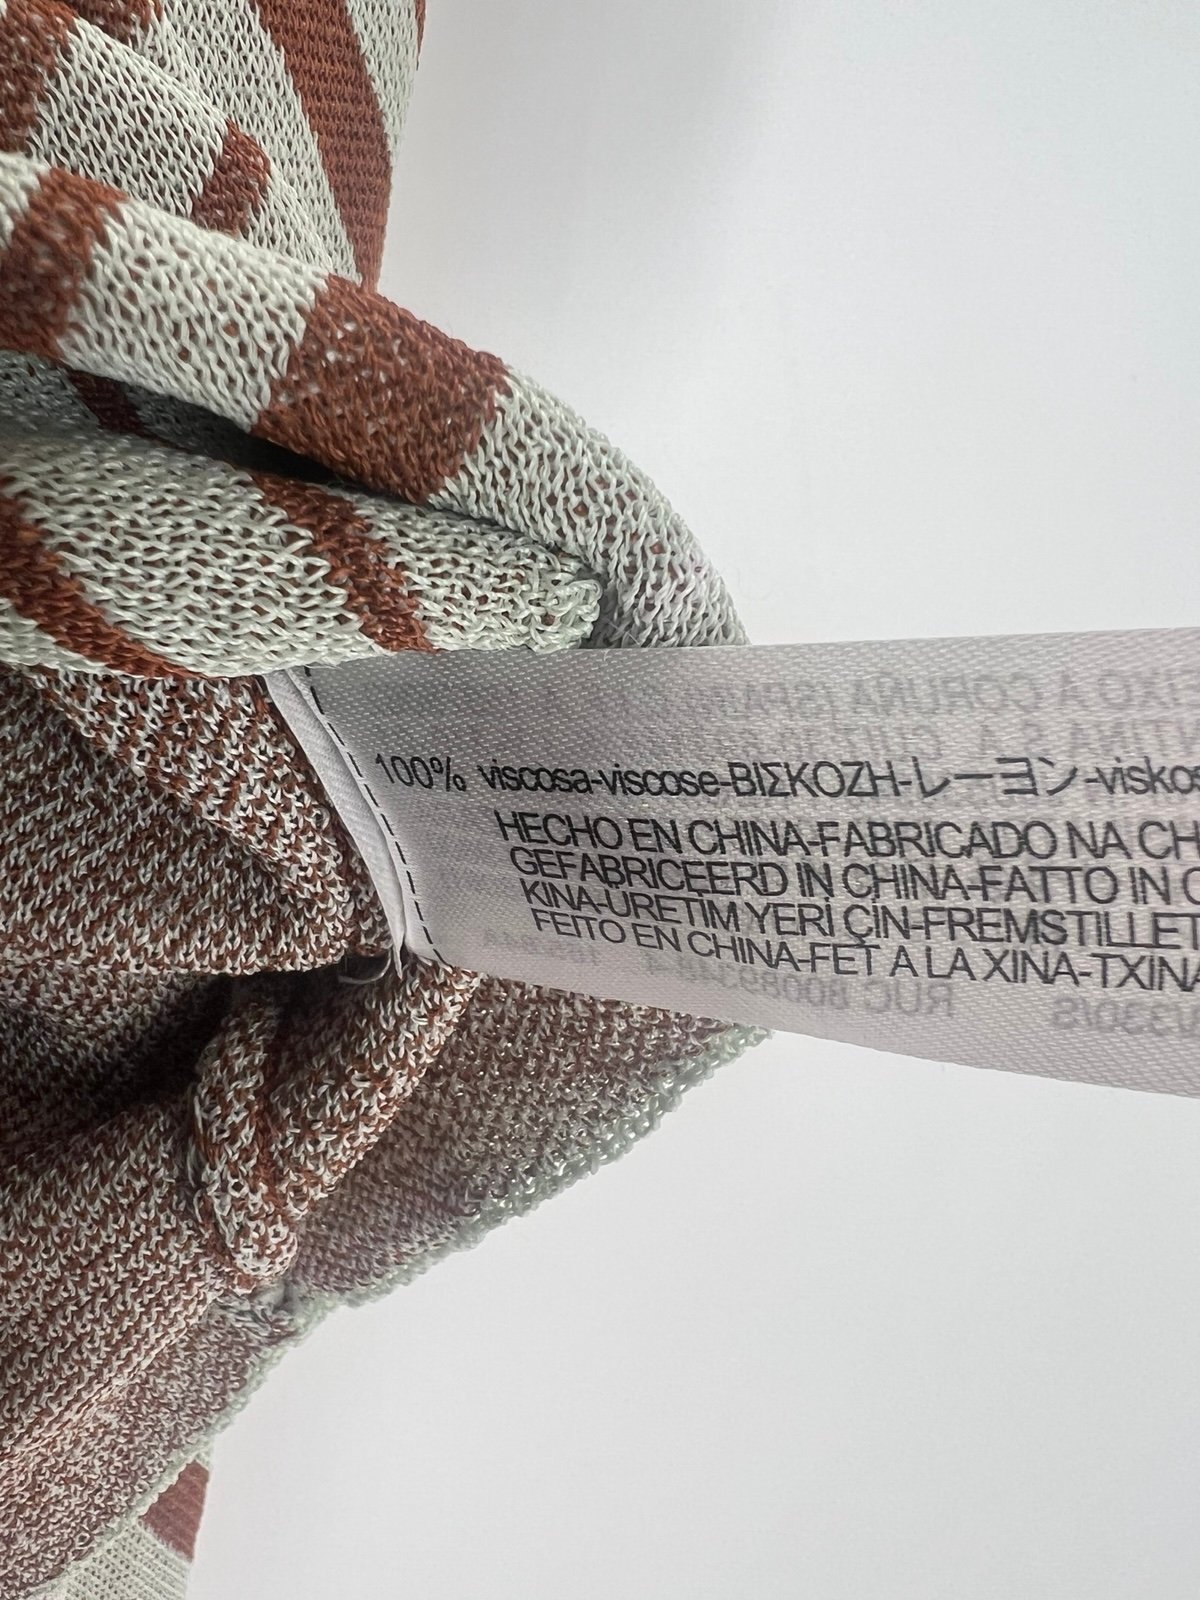 100% viscosa-viscose-ΒΙΣΚΟΖΗ-レーヨン-viskos
HECHO EN CHINA-FABRICADO NA CH
GEFABRICEERD IN CHINA-FATTO IN C
KINA-ÜRETİM YERİ ÇİN-FREMSTILLET
FEITO EN CHINA-FET A LA XINA-TXINA